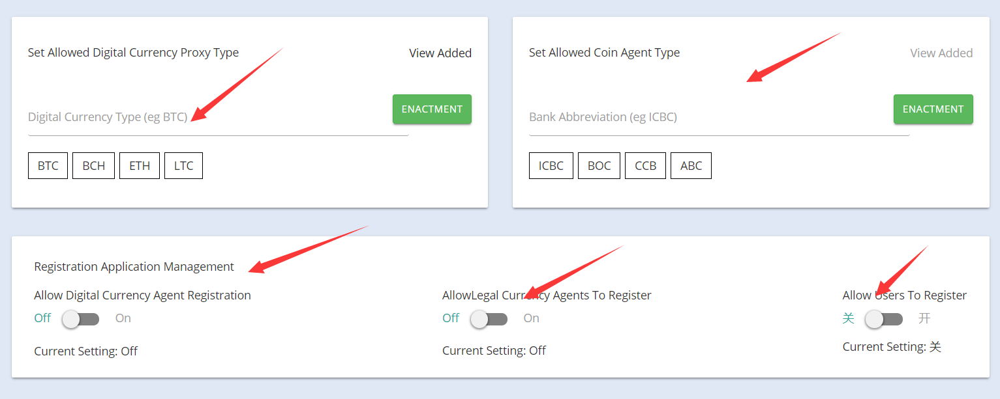 Set Allowed Digital Currency Proxy Type
View Added
Digital Currency Type (eg BTC)
ENACTMENT
BTC BCH ETH LTC
Set Allowed Coin Agent Type
View Added
Bank Abbreviation (eg ICBC)
ENACTMENT
ICBC BOC CCB ABC
Registration Application Management
Allow Digital Currency Agent Registration
Off On
Current Setting: Off
AllowLegal Currency Agents To Register
Off On
Current Setting: Off
Allow Users To Register
关 开
Current Setting: 关